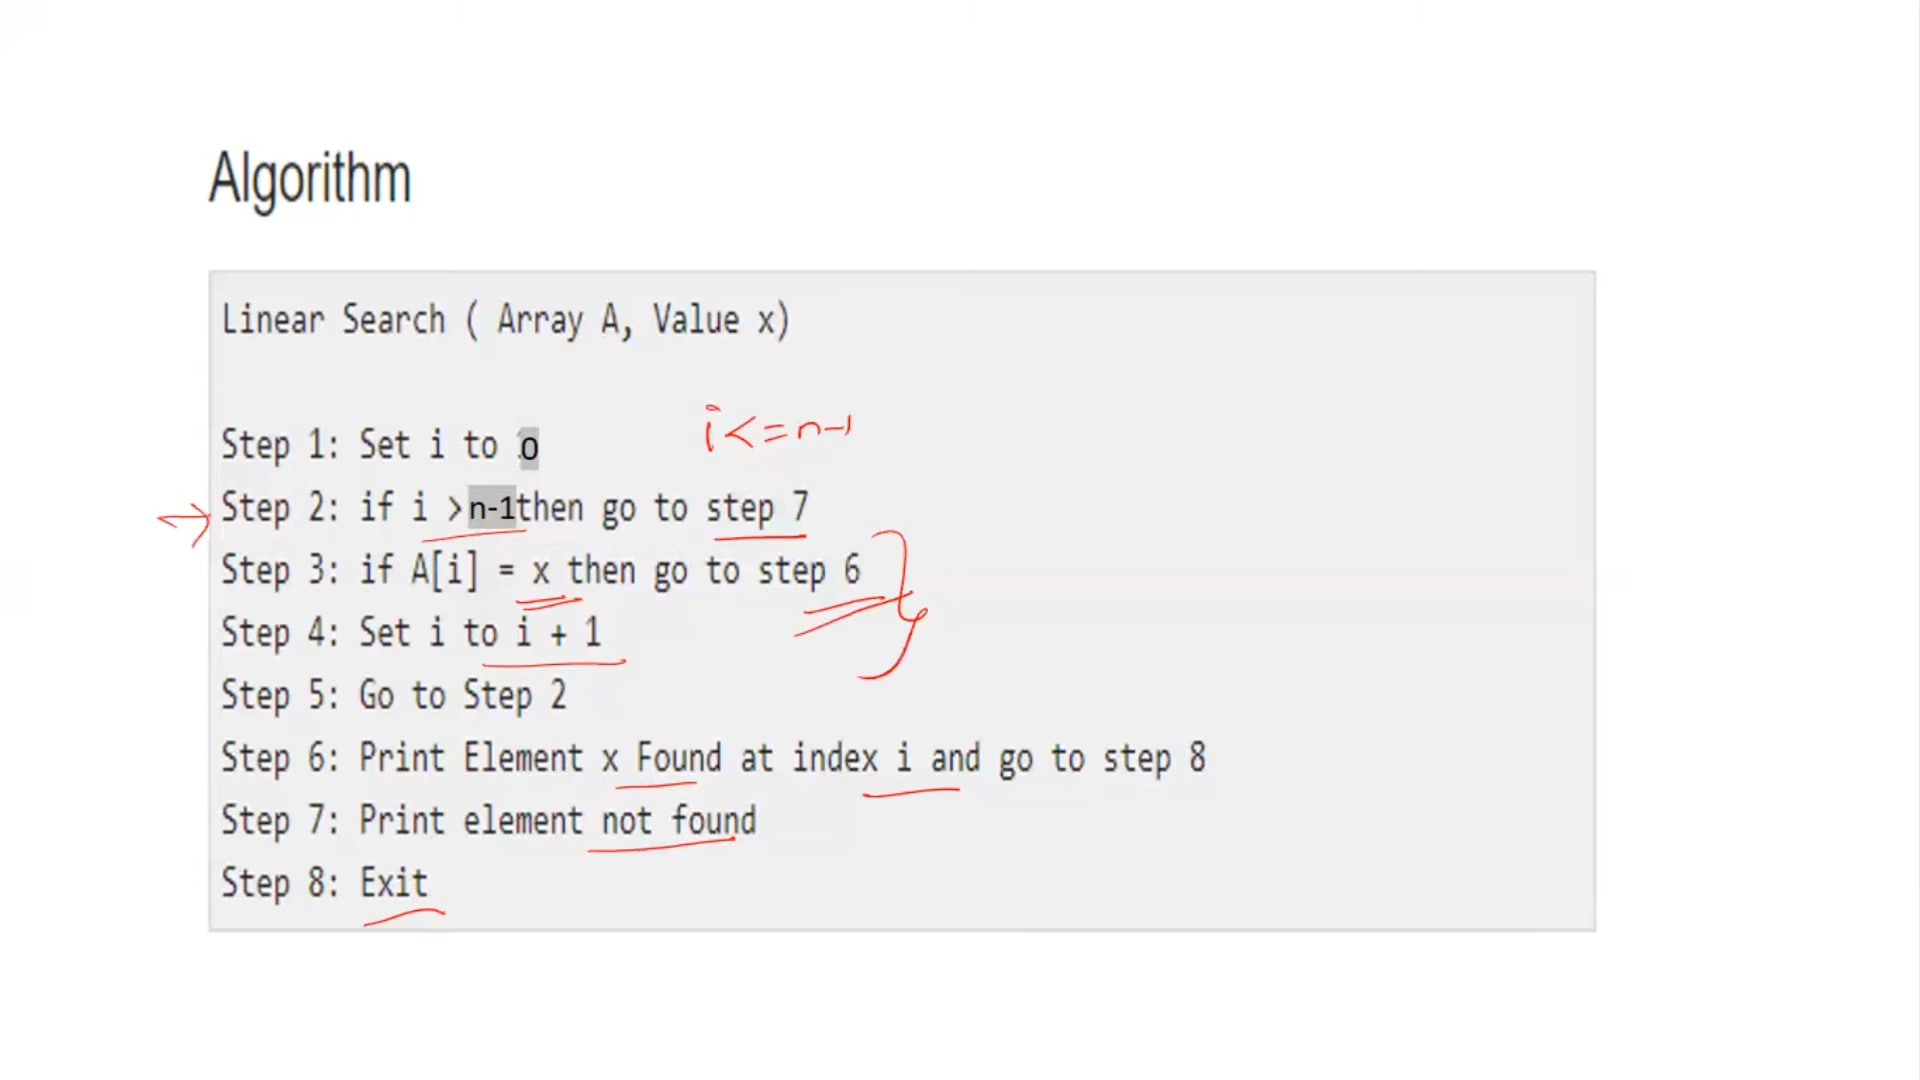 Algorithm
Linear Search ( Array A, Value x)
i<=n-1
Step 1: Set i to 0
Step 2: if i > n-1 then go to step 7
Step 3: if A[i] = x then go to step 6
Step 4: Set i to i + 1
Step 5: Go to Step 2
Step 6: Print Element x Found at index i and go to step 8
Step 7: Print element not found
Step 8: Exit